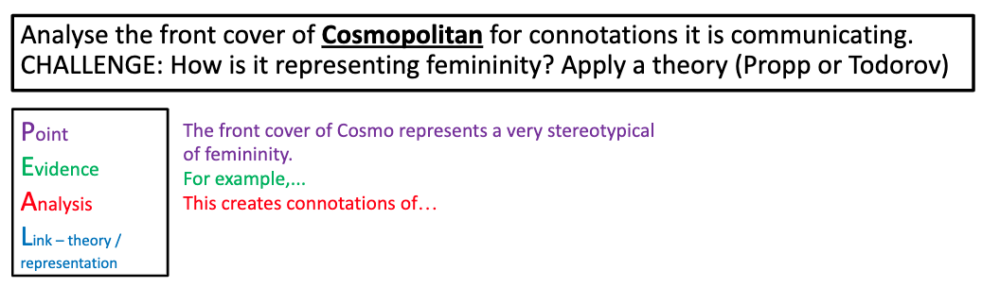 Analyse the front cover of Cosmopolitan for connotations it is communicating.
CHALLENGE: How is it representing femininity? Apply a theory (Propp or Todorov)
Point
Evidence
Analysis
Link – theory /
representation
The front cover of Cosmo represents a very stereotypical
of femininity.
For example,...
This creates connotations of…